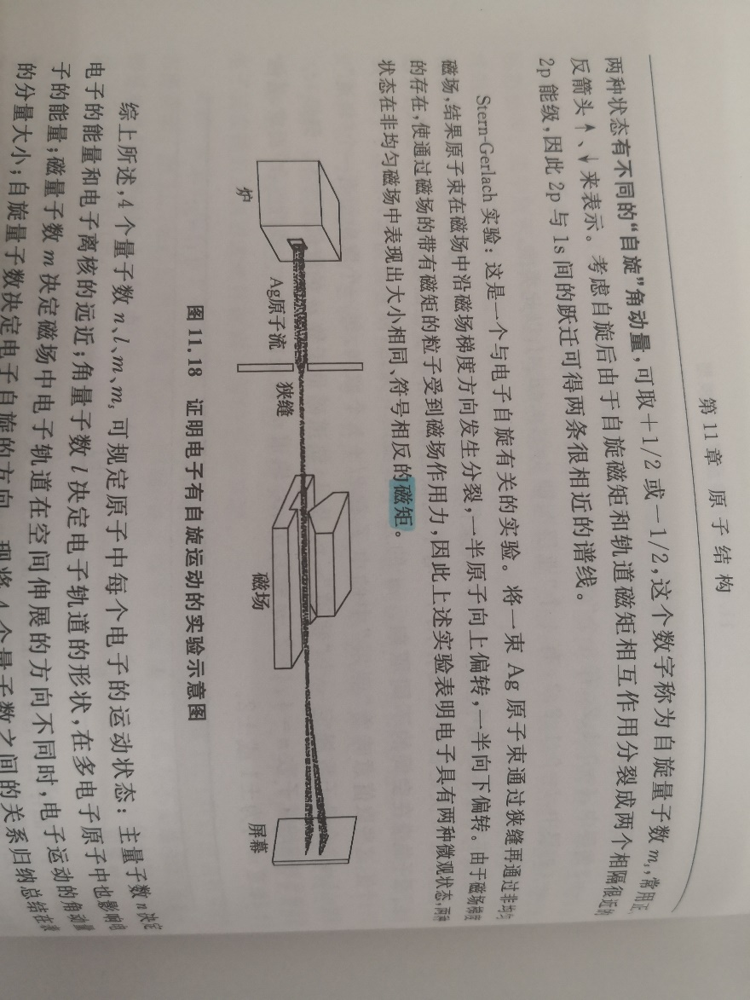 第 11 章 原 子 结 构
两种状态有不同的“自旋”角动量,可取+1/2 或-1/2,这个数字称为自旋量子数 mₛ,常用正
反箭头↑、↓来表示。考虑自旋后由于自旋磁矩和轨道磁矩相互作用分裂成两个相隔很近的
2p 能级,因此 2p 与 1s 间的跃迁可得两条很相近的谱线。
Stern-Gerlach 实验:这是一个与电子自旋有关的实验。将一束 Ag 原子束通过狭缝再通过非均匀
磁场,结果原子束在磁场中沿磁场梯度方向发生分裂,一半原子向上偏转,一半向下偏转。由于磁场梯度
的存在,使通过磁场的带有磁矩的粒子受到磁场作用力,因此上述实验表明电子具有两种微观状态,两种
状态在非均匀磁场中表现出大小相同、符号相反的磁矩。
炉
Ag原子流
狭缝
磁场
屏幕
图 11.18 证明电子有自旋运动的实验示意图
综上所述,4 个量子数 n、l、m、mₛ 可规定原子中每个电子的运动状态:主量子数 n 决定
电子的能量和电子离核的远近;角量子数 l 决定电子轨道的形状,在多电子原子中也影响电
子的能量;磁量子数 m 决定磁场中电子轨道在空间伸展的方向不同时,电子运动的角动量
的分量大小;自旋量子数决定电子自旋的方向。现将 4 个量子数之间的关系归纳总结在表